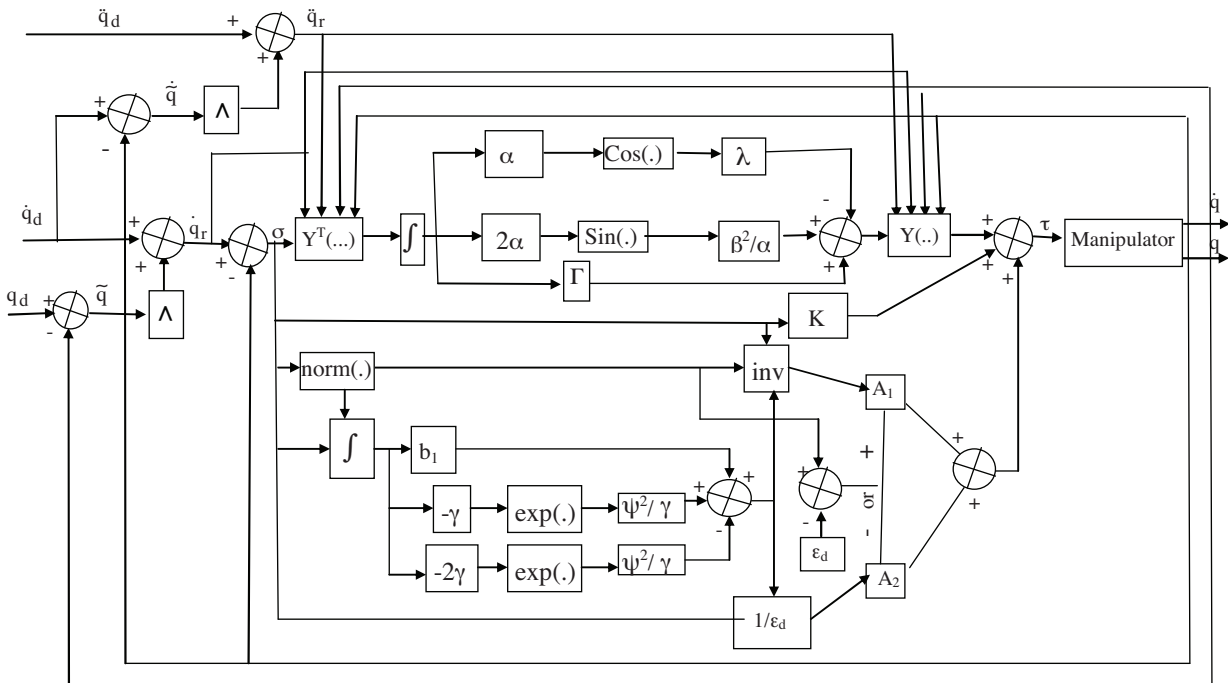 q̈d + q̈r
+
+ q̃̇ ∧
-
α Cos(.) λ
-
q̇d + q̇r σ Yᵀ(...) ∫ 2α Sin(.) β²/α + Y(..) + τ Manipulator q̇
+ + - + + + q
Γ
qd + q̃ ∧
-
K
norm(.) inv A1
∫ b1 + + + + +
-γ exp(.) ψ²/ γ + - or - +
-2γ exp(.) ψ²/ γ - εd A2
1/εd